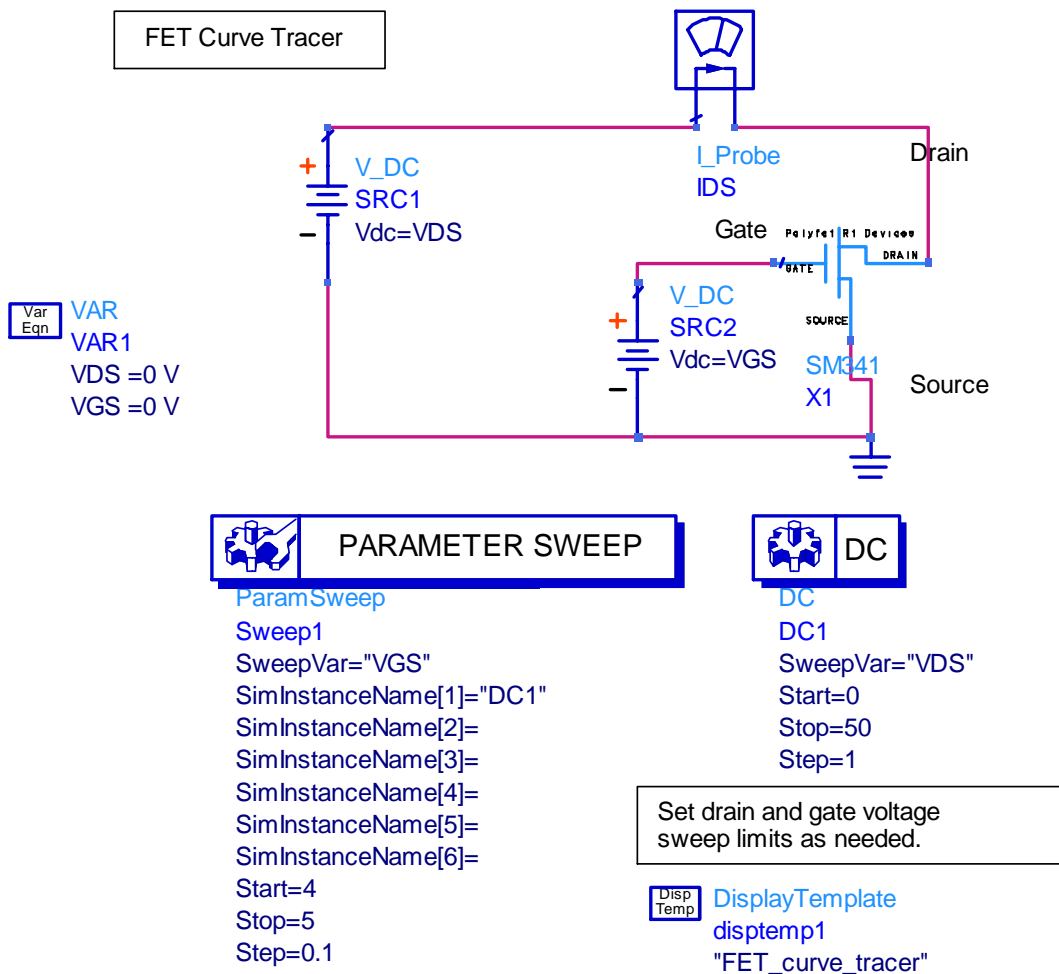 FET Curve Tracer
I_Probe
IDS
Drain
+
V_DC
SRC1
Vdc=VDS
–
Gate
Polyfet R1 Devices
GATE
DRAIN
SOURCE
+
V_DC
SRC2
Vdc=VGS
–
SM341
X1
Source
Var
Eqn
VAR
VAR1
VDS =0 V
VGS =0 V
PARAMETER SWEEP
ParamSweep
Sweep1
SweepVar="VGS"
SimInstanceName[1]="DC1"
SimInstanceName[2]=
SimInstanceName[3]=
SimInstanceName[4]=
SimInstanceName[5]=
SimInstanceName[6]=
Start=4
Stop=5
Step=0.1
DC
DC
DC1
SweepVar="VDS"
Start=0
Stop=50
Step=1
Set drain and gate voltage
sweep limits as needed.
Disp
Temp
DisplayTemplate
disptemp1
"FET_curve_tracer"